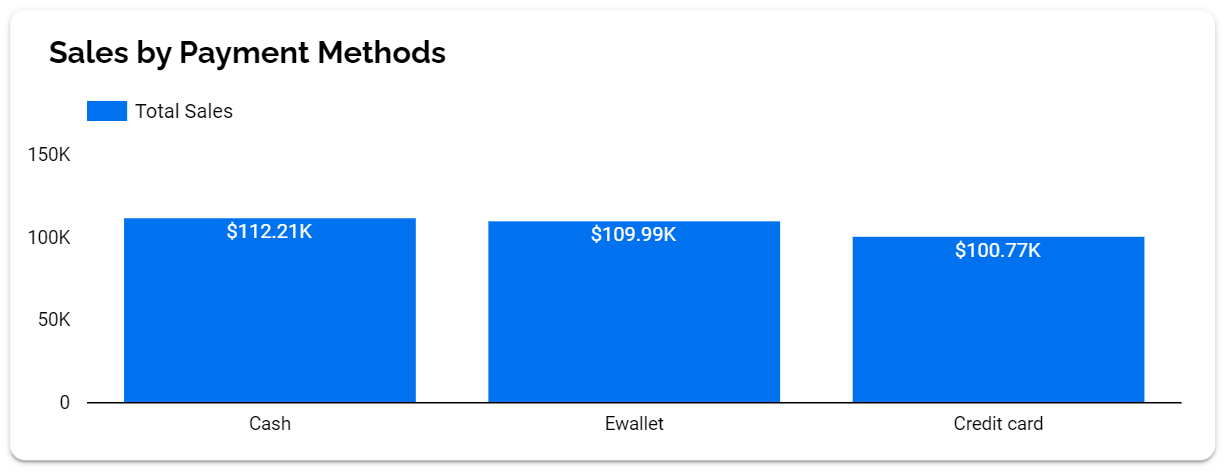 Sales by Payment Methods
Total Sales
150K
100K
50K
0
$112.21K
$109.99K
$100.77K
Cash
Ewallet
Credit card